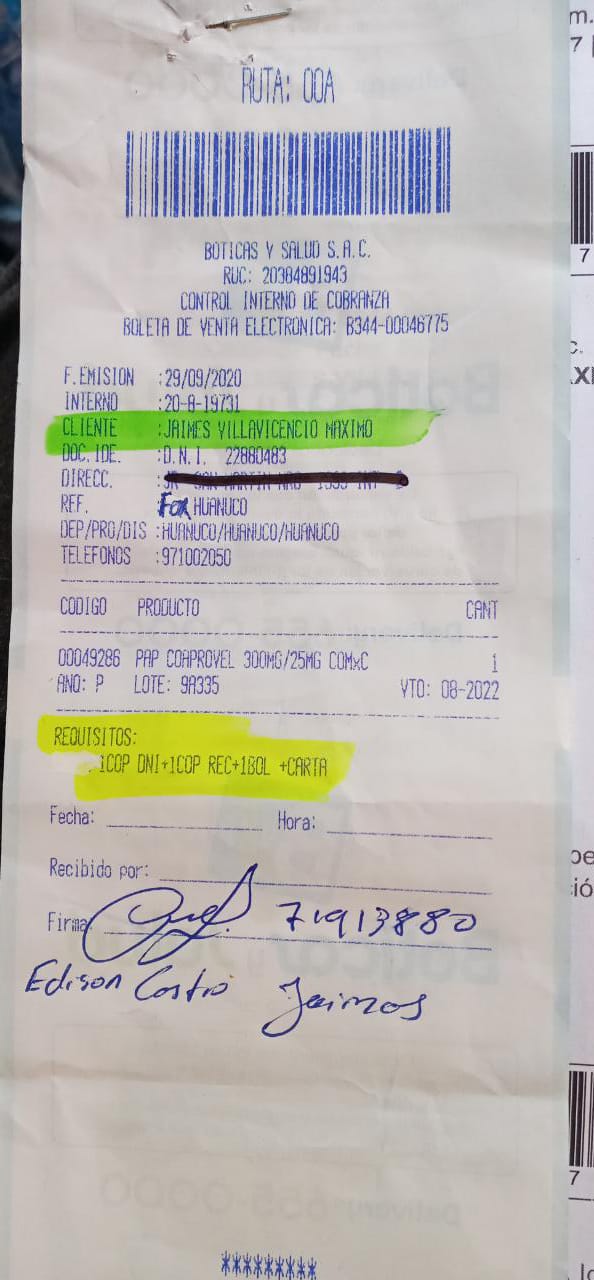 RUTA: 00A
BOTICAS Y SALUD S.A.C.
RUC: 20384891943
CONTROL INTERNO DE COBRANZA
BOLETA DE VENTA ELECTRONICA: B344-00046775
F.EMISION :29/09/2020
INTERNO :20-8-19731
CLIENTE :JAIMES VILLAVICENCIO MAXIMO
DOC. IDE. :D.N.I. 22880483
DIRECC. :
REF. Fox HUANUCO
DEP/PRO/DIS :HUANUCO/HUANUCO/HUANUCO
TELEFONOS :971002050
CODIGO PRODUCTO CANT
00049286 PAP COAPROVEL 300MG/25MG COMxC 1
ANO: P LOTE: 9A335 VTO: 08-2022
REQUISITOS:
. 1COP DNI+1COP REC+1BOL +CARTA
Fecha: Hora:
Recibido por:
Firma 71913880
Edison Castro Jaimes
*********